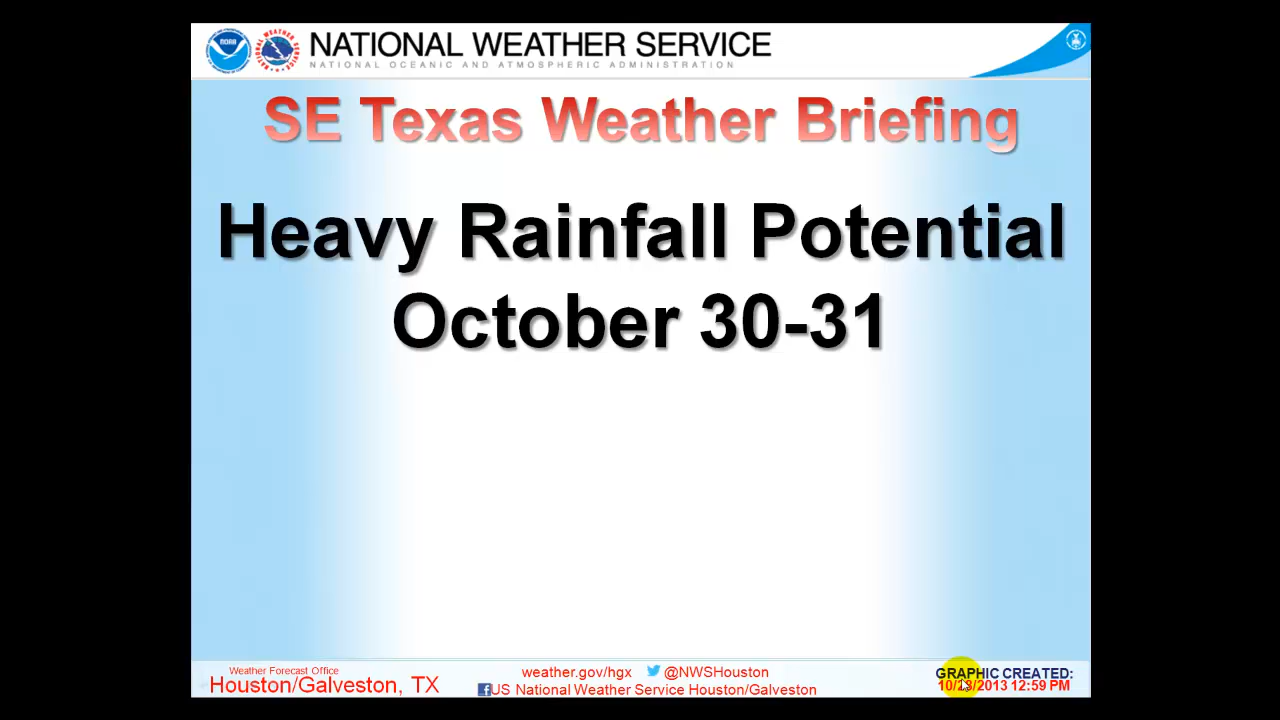 NATIONAL WEATHER SERVICE
NATIONAL OCEANIC AND ATMOSPHERIC ADMINISTRATION
SE Texas Weather Briefing
Heavy Rainfall Potential
October 30-31
Weather Forecast Office
Houston/Galveston, TX
weather.gov/hgx @NWSHouston
US National Weather Service Houston/Galveston
GRAPHIC CREATED:
12:59 PM